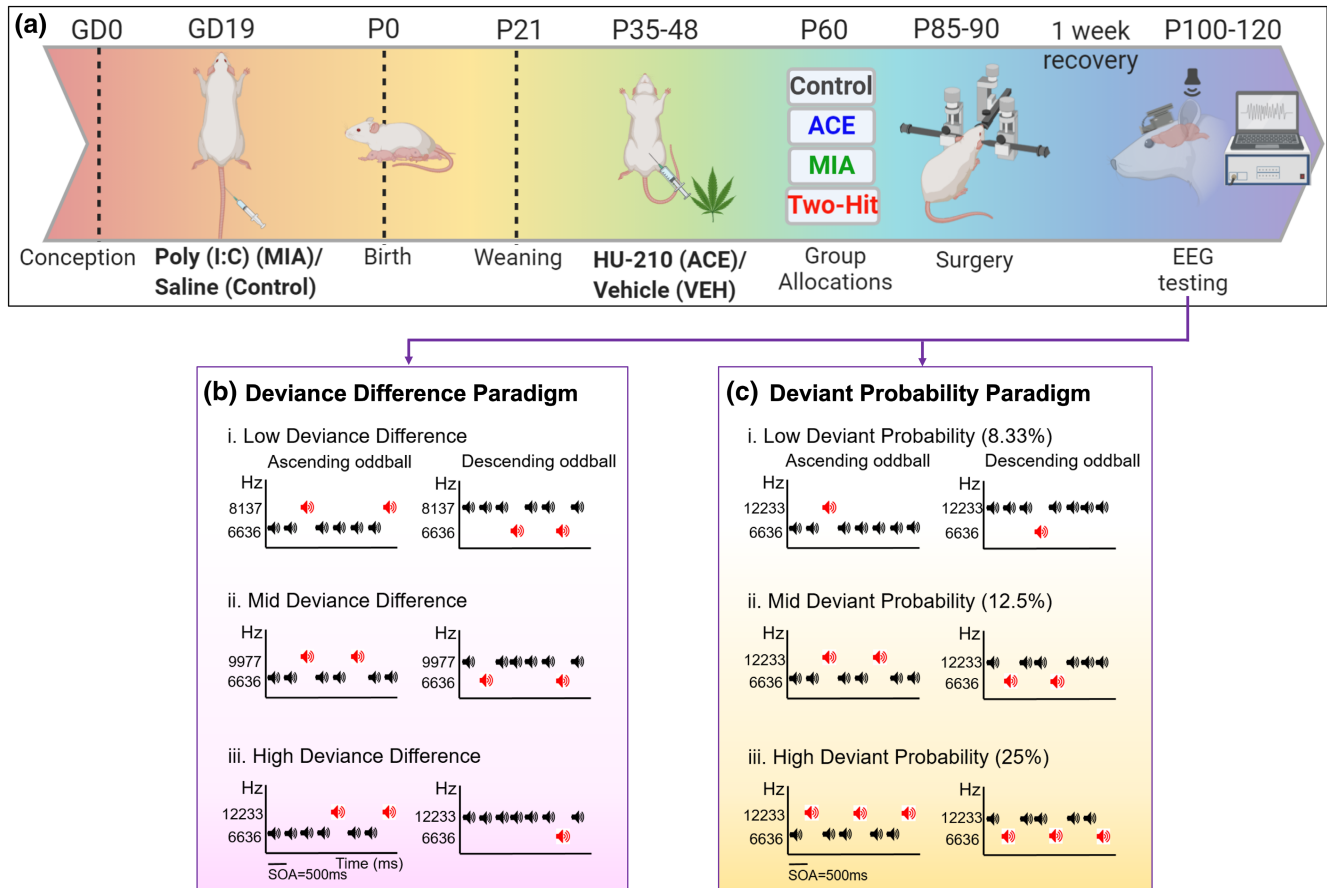 (a)
GD0 GD19 P0 P21 P35-48 P60 P85-90 1 week recovery P100-120
Control
ACE
MIA
Two-Hit
Conception
Poly (I:C) (MIA)/
Saline (Control)
Birth
Weaning
HU-210 (ACE)/
Vehicle (VEH)
Group
Allocations
Surgery
EEG
testing
(b) Deviance Difference Paradigm
i. Low Deviance Difference
Ascending oddball
Hz
8137
6636
Descending oddball
Hz
8137
6636
ii. Mid Deviance Difference
Hz
9977
6636
Hz
9977
6636
iii. High Deviance Difference
Hz
12233
6636
Time (ms)
SOA=500ms
Hz
12233
6636
(c) Deviant Probability Paradigm
i. Low Deviant Probability (8.33%)
Ascending oddball
Hz
12233
6636
Descending oddball
Hz
12233
6636
ii. Mid Deviant Probability (12.5%)
Hz
12233
6636
Hz
12233
6636
iii. High Deviant Probability (25%)
Hz
12233
6636
SOA=500ms
Hz
12233
6636